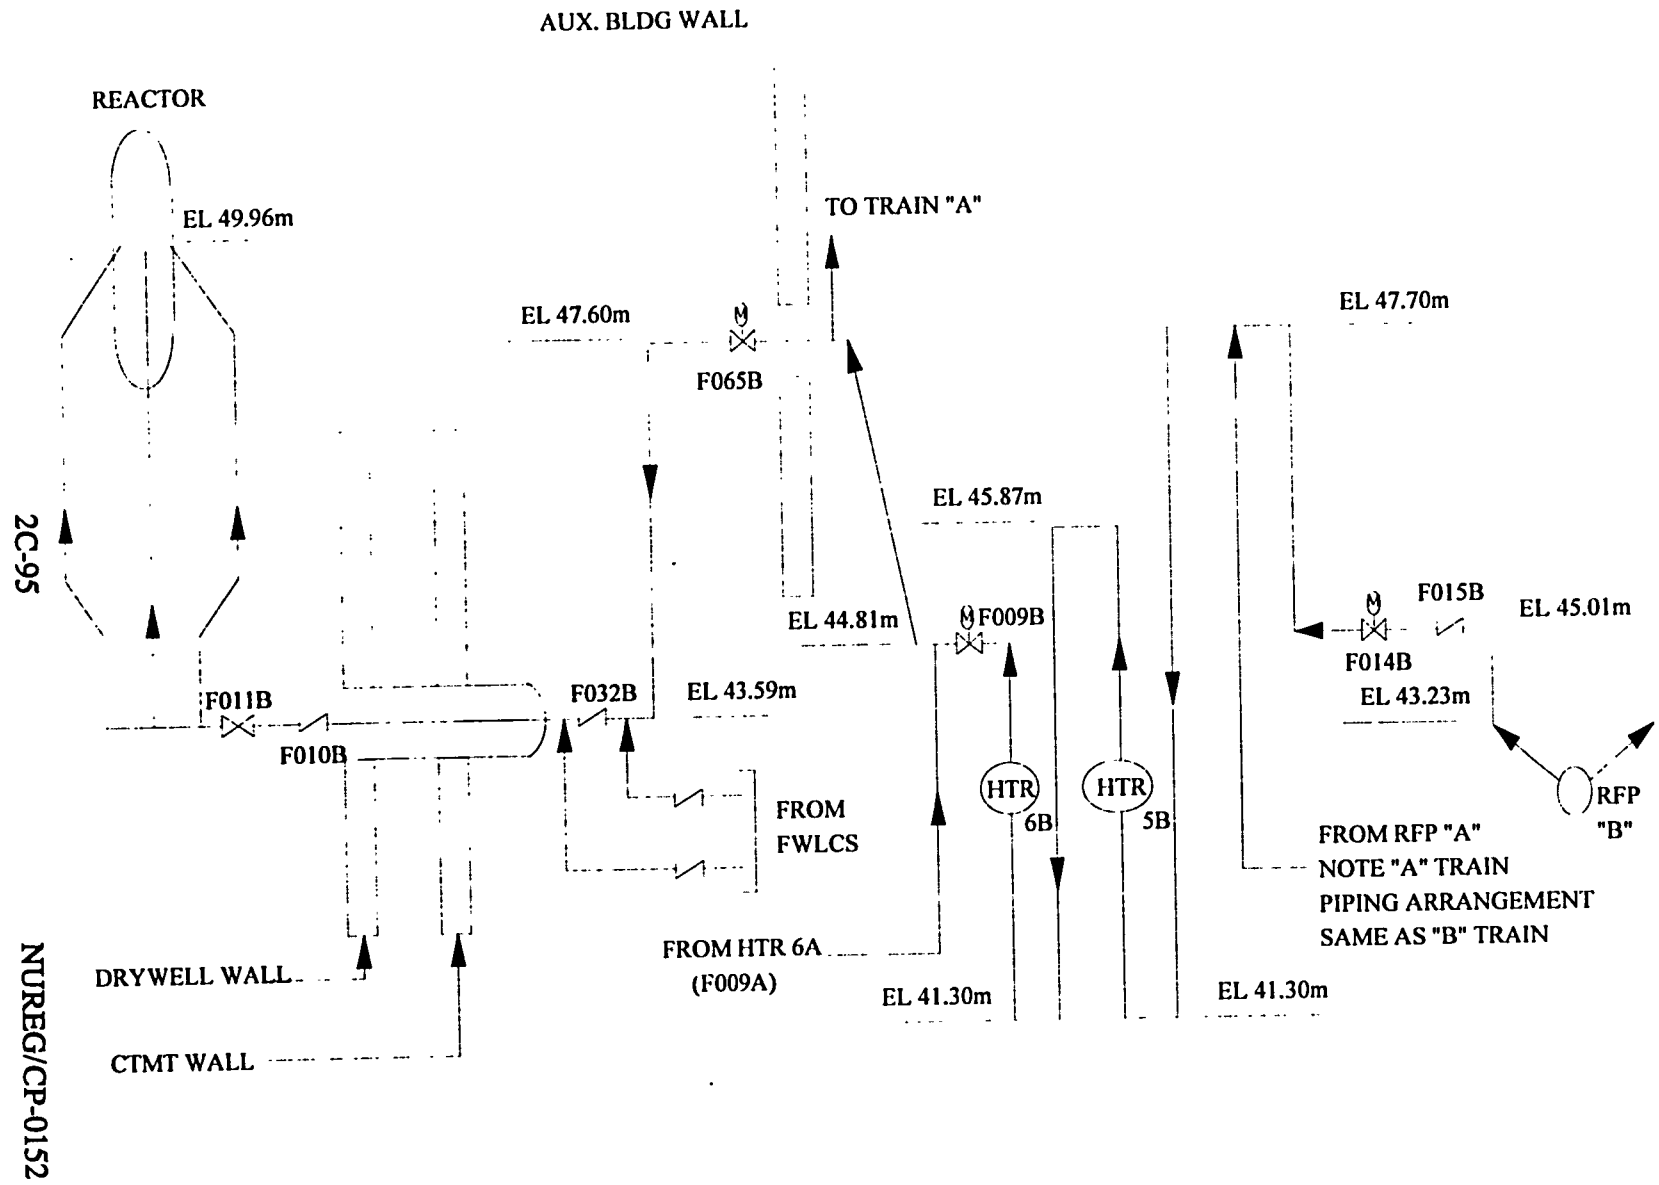 AUX. BLDG WALL
REACTOR
EL 49.96m
TO TRAIN "A"
EL 47.60m
M
F065B
EL 47.70m
EL 45.87m
EL 44.81m
M
F009B
M
F015B
EL 45.01m
F014B
EL 43.23m
F011B
F010B
F032B
EL 43.59m
HTR
6B
HTR
5B
RFP
"B"
FROM
FWLCS
FROM RFP "A"
NOTE "A" TRAIN
PIPING ARRANGEMENT
SAME AS "B" TRAIN
FROM HTR 6A
(F009A)
EL 41.30m
EL 41.30m
DRYWELL WALL
CTMT WALL
2C-95
NUREG/CP-0152